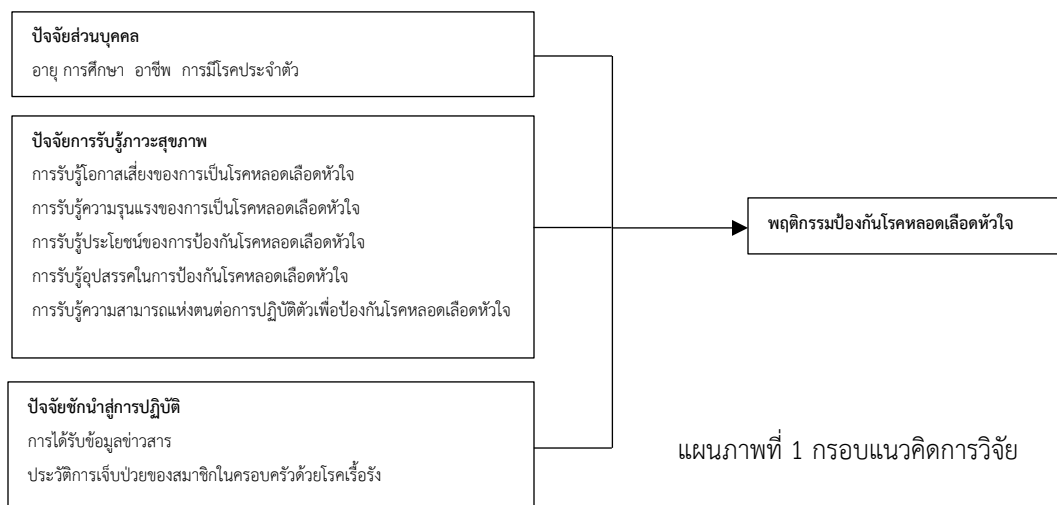 ปัจจัยส่วนบุคคล
อายุ การศึกษา อาชีพ การมีโรคประจำตัว
ปัจจัยการรับรู้ภาวะสุขภาพ
การรับรู้โอกาสเสี่ยงของการเป็นโรคหลอดเลือดหัวใจ
การรับรู้ความรุนแรงของการเป็นโรคหลอดเลือดหัวใจ
การรับรู้ประโยชน์ของการป้องกันโรคหลอดเลือดหัวใจ
การรับรู้อุปสรรคในการป้องกันโรคหลอดเลือดหัวใจ
การรับรู้ความสามารถแห่งตนต่อการปฏิบัติตัวเพื่อป้องกันโรคหลอดเลือดหัวใจ
พฤติกรรมป้องกันโรคหลอดเลือดหัวใจ
ปัจจัยชักนำสู่การปฏิบัติ
การได้รับข้อมูลข่าวสาร
ประวัติการเจ็บป่วยของสมาชิกในครอบครัวด้วยโรคเรื้อรัง
แผนภาพที่ 1 กรอบแนวคิดการวิจัย